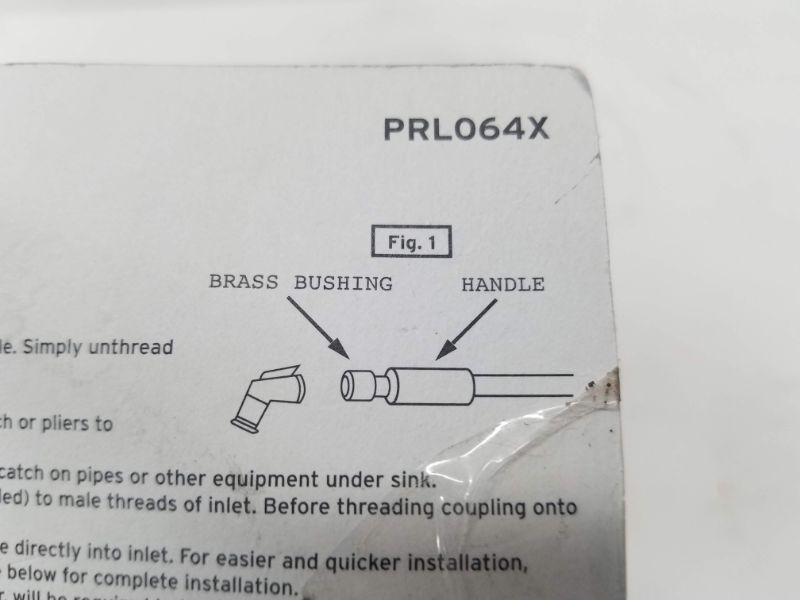 PRL064X
Fig. 1
BRASS BUSHING HANDLE
le. Simply unthread
ch or pliers to
catch on pipes or other equipment under sink.
led) to male threads of inlet. Before threading coupling onto
e directly into inlet. For easier and quicker installation,
e below for complete installation.
r, will be